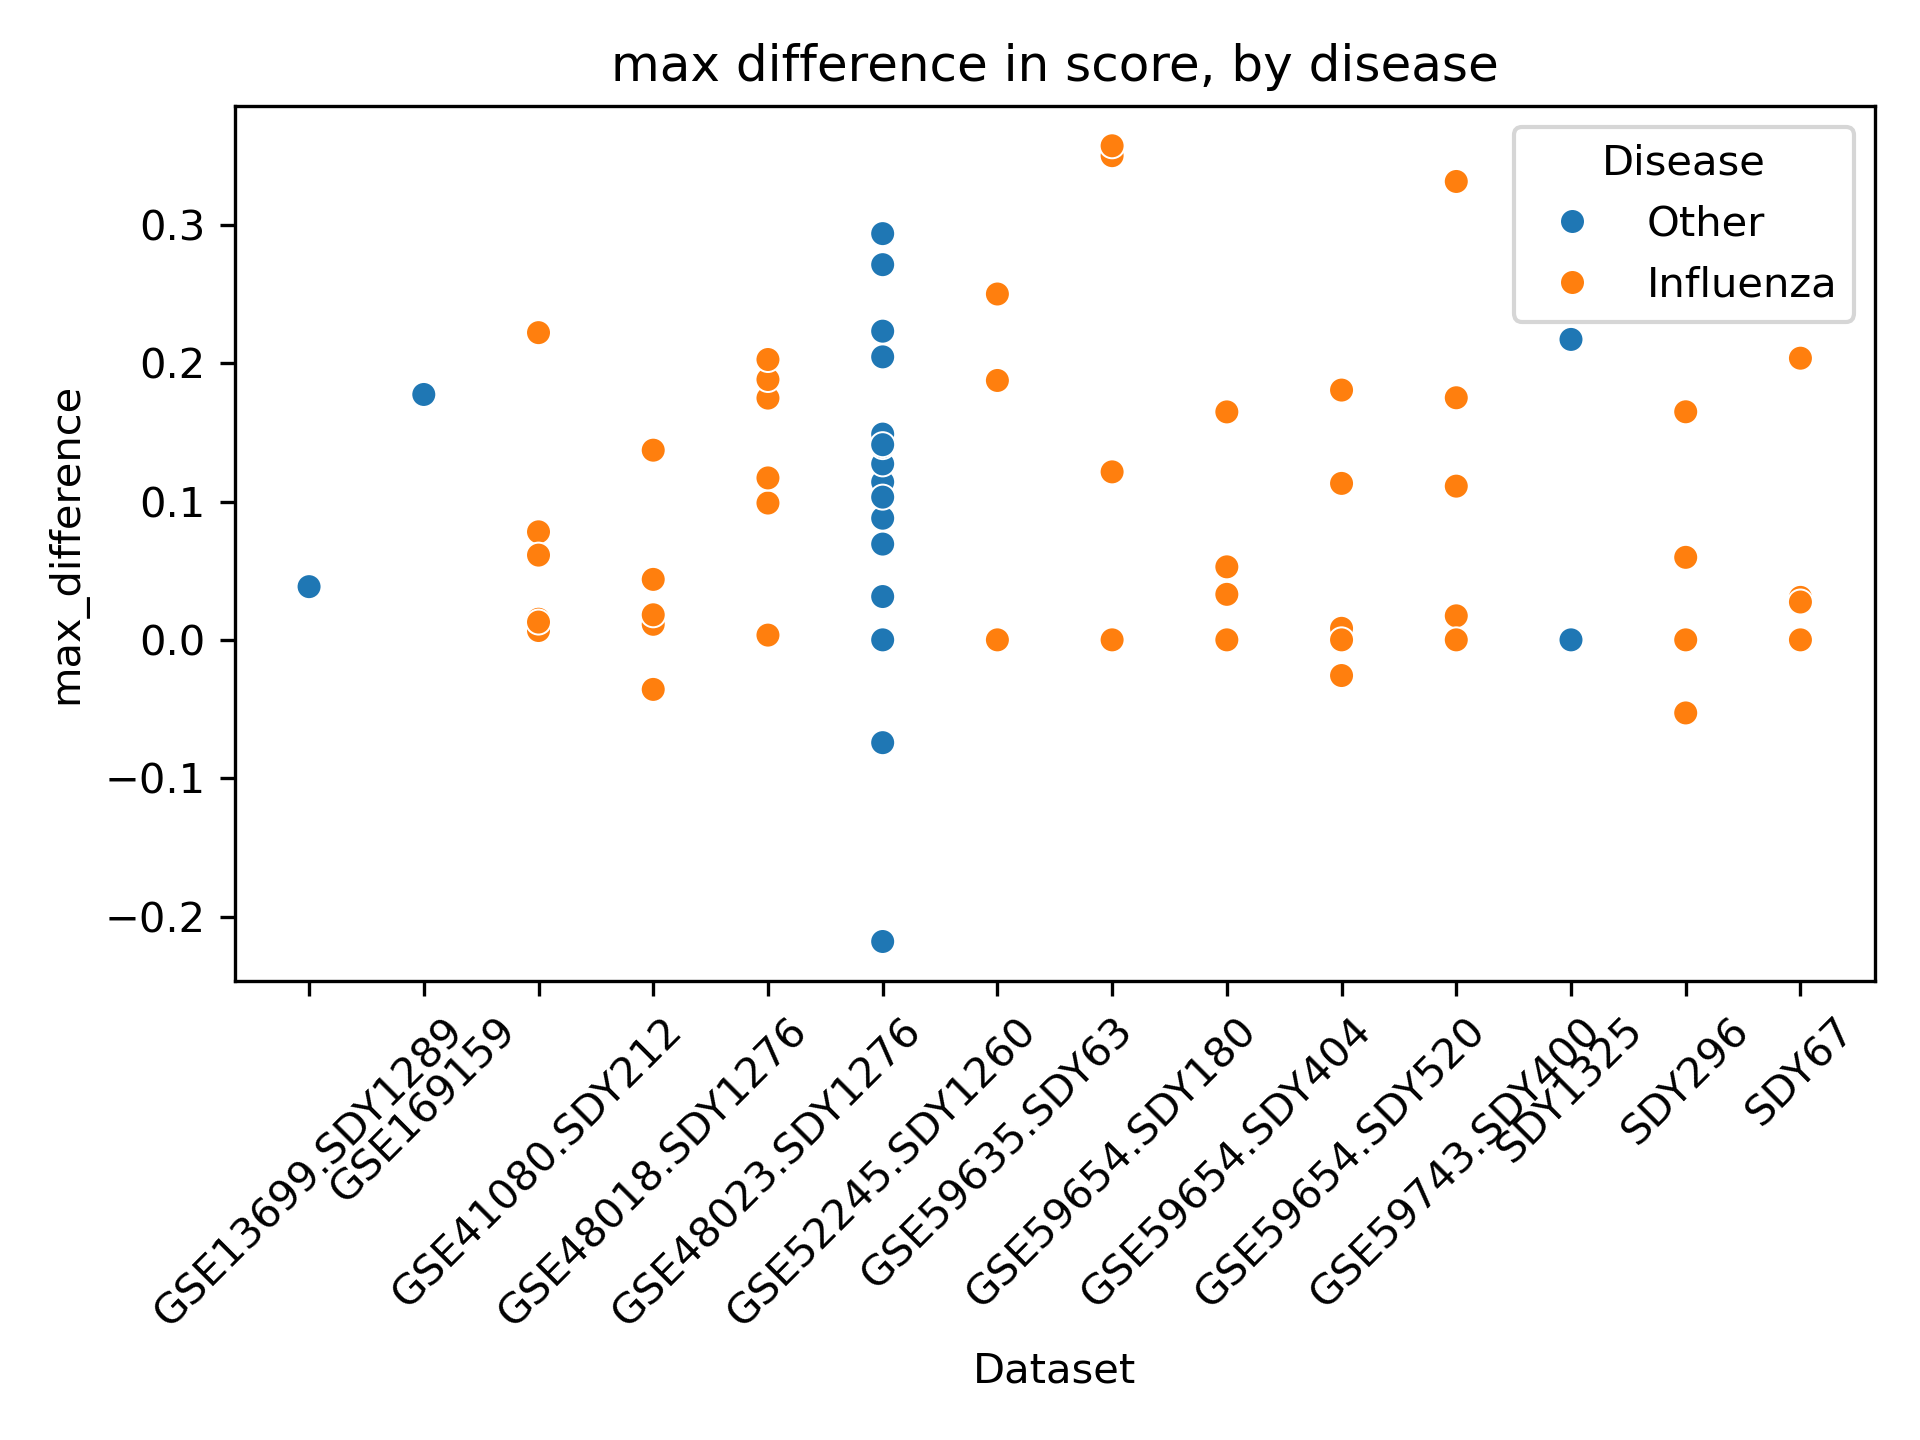 max difference in score, by disease
Disease
Other
Influenza
max_difference
0.3
0.2
0.1
0.0
−0.1
−0.2
GSE13699.SDY1289
GSE169159
GSE41080.SDY212
GSE48018.SDY1276
GSE48023.SDY1276
GSE52245.SDY1260
GSE59635.SDY63
GSE59654.SDY180
GSE59654.SDY404
GSE59654.SDY520
GSE59743.SDY400
SDY1325
SDY296
SDY67
Dataset